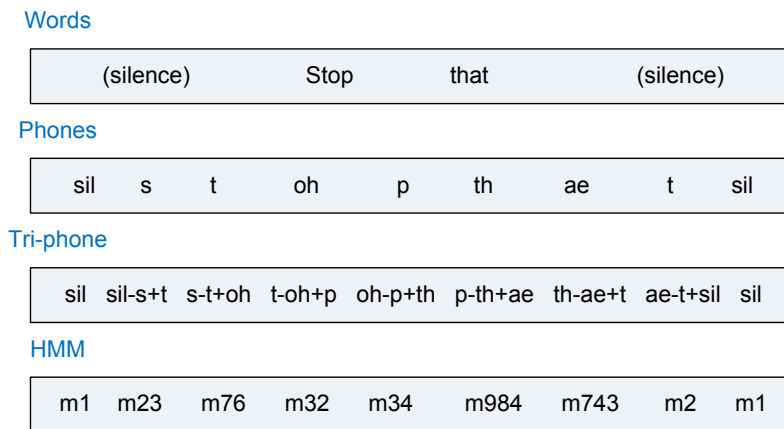 Words
(silence) Stop that (silence)
Phones
sil s t oh p th ae t sil
Tri-phone
sil sil-s+t s-t+oh t-oh+p oh-p+th p-th+ae th-ae+t ae-t+sil sil
HMM
m1 m23 m76 m32 m34 m984 m743 m2 m1